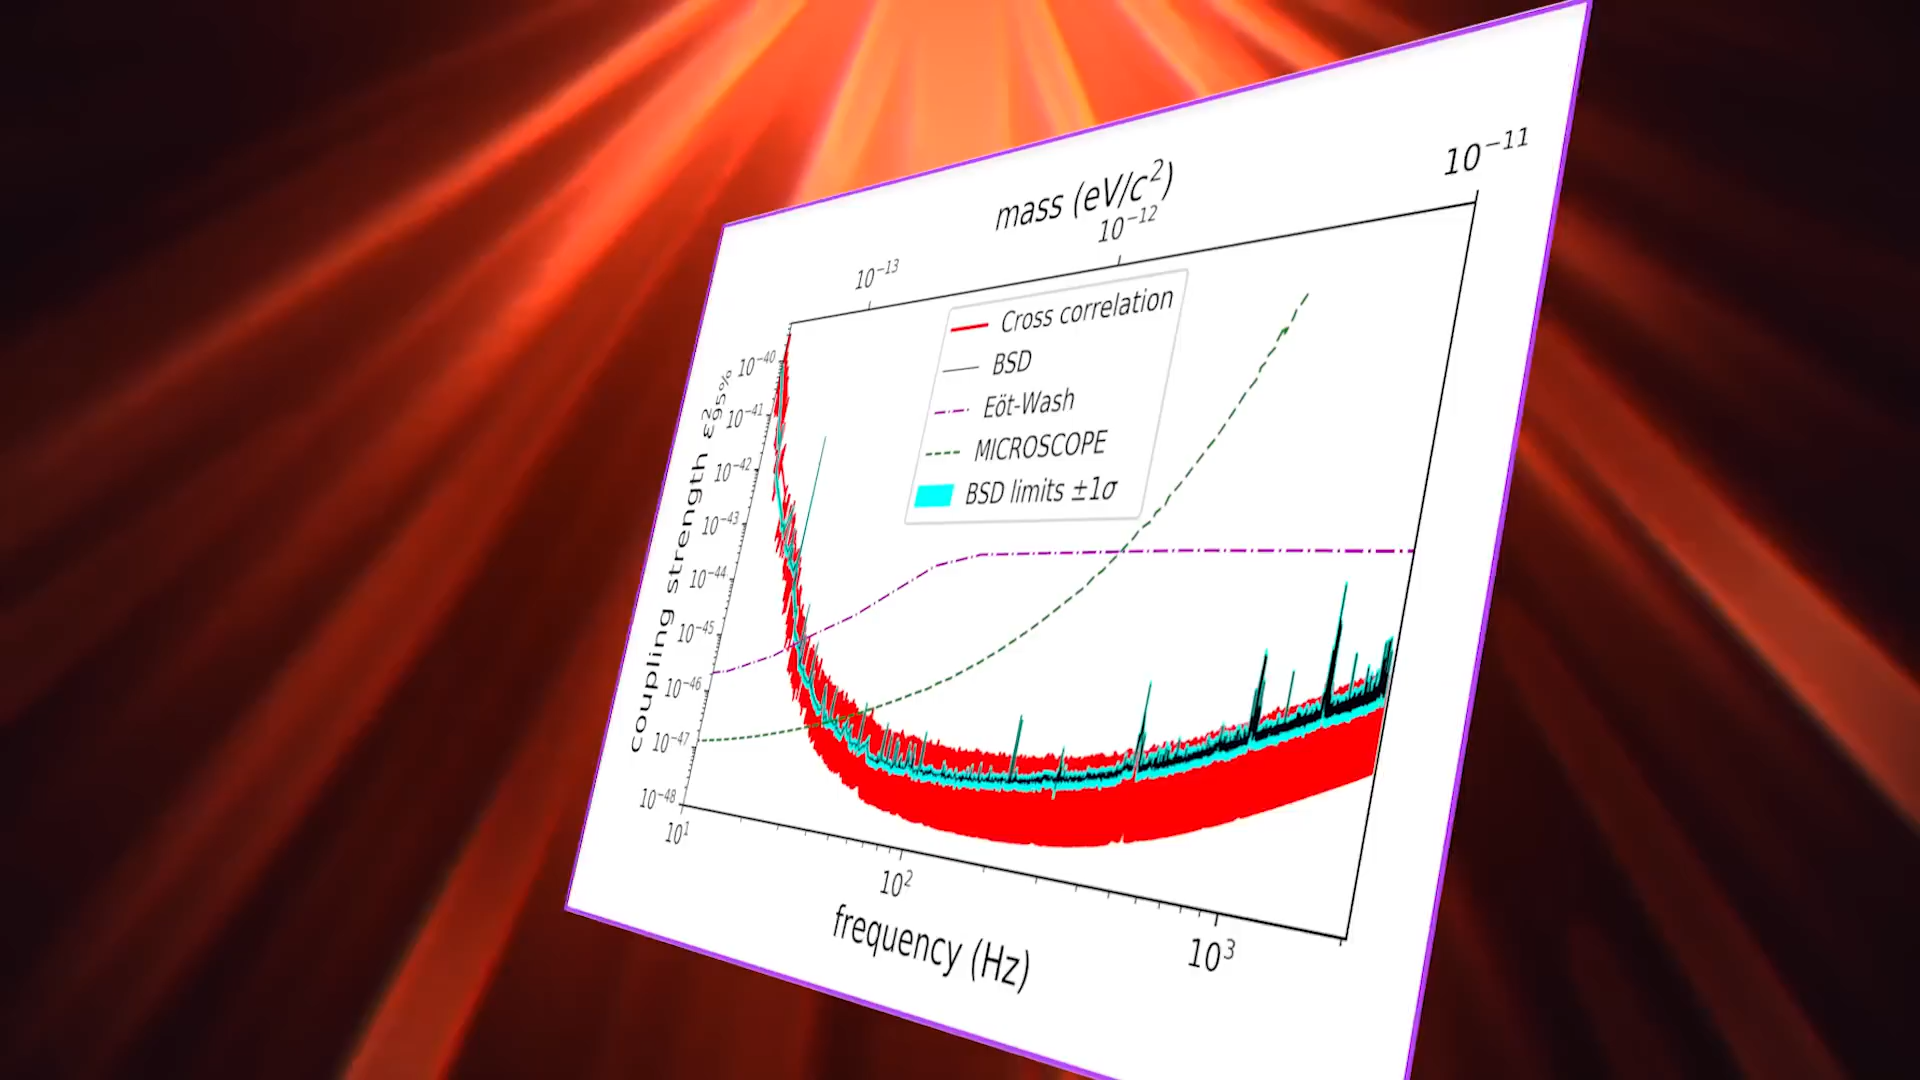 mass (eV/c²)
10⁻¹³
10⁻¹²
10⁻¹¹
Cross correlation
BSD
Eöt-Wash
MICROSCOPE
BSD limits ±1σ
coupling strength ε²95%
10⁻⁴⁰
10⁻⁴¹
10⁻⁴²
10⁻⁴³
10⁻⁴⁴
10⁻⁴⁵
10⁻⁴⁶
10⁻⁴⁷
10⁻⁴⁸
10¹
10²
10³
frequency (Hz)